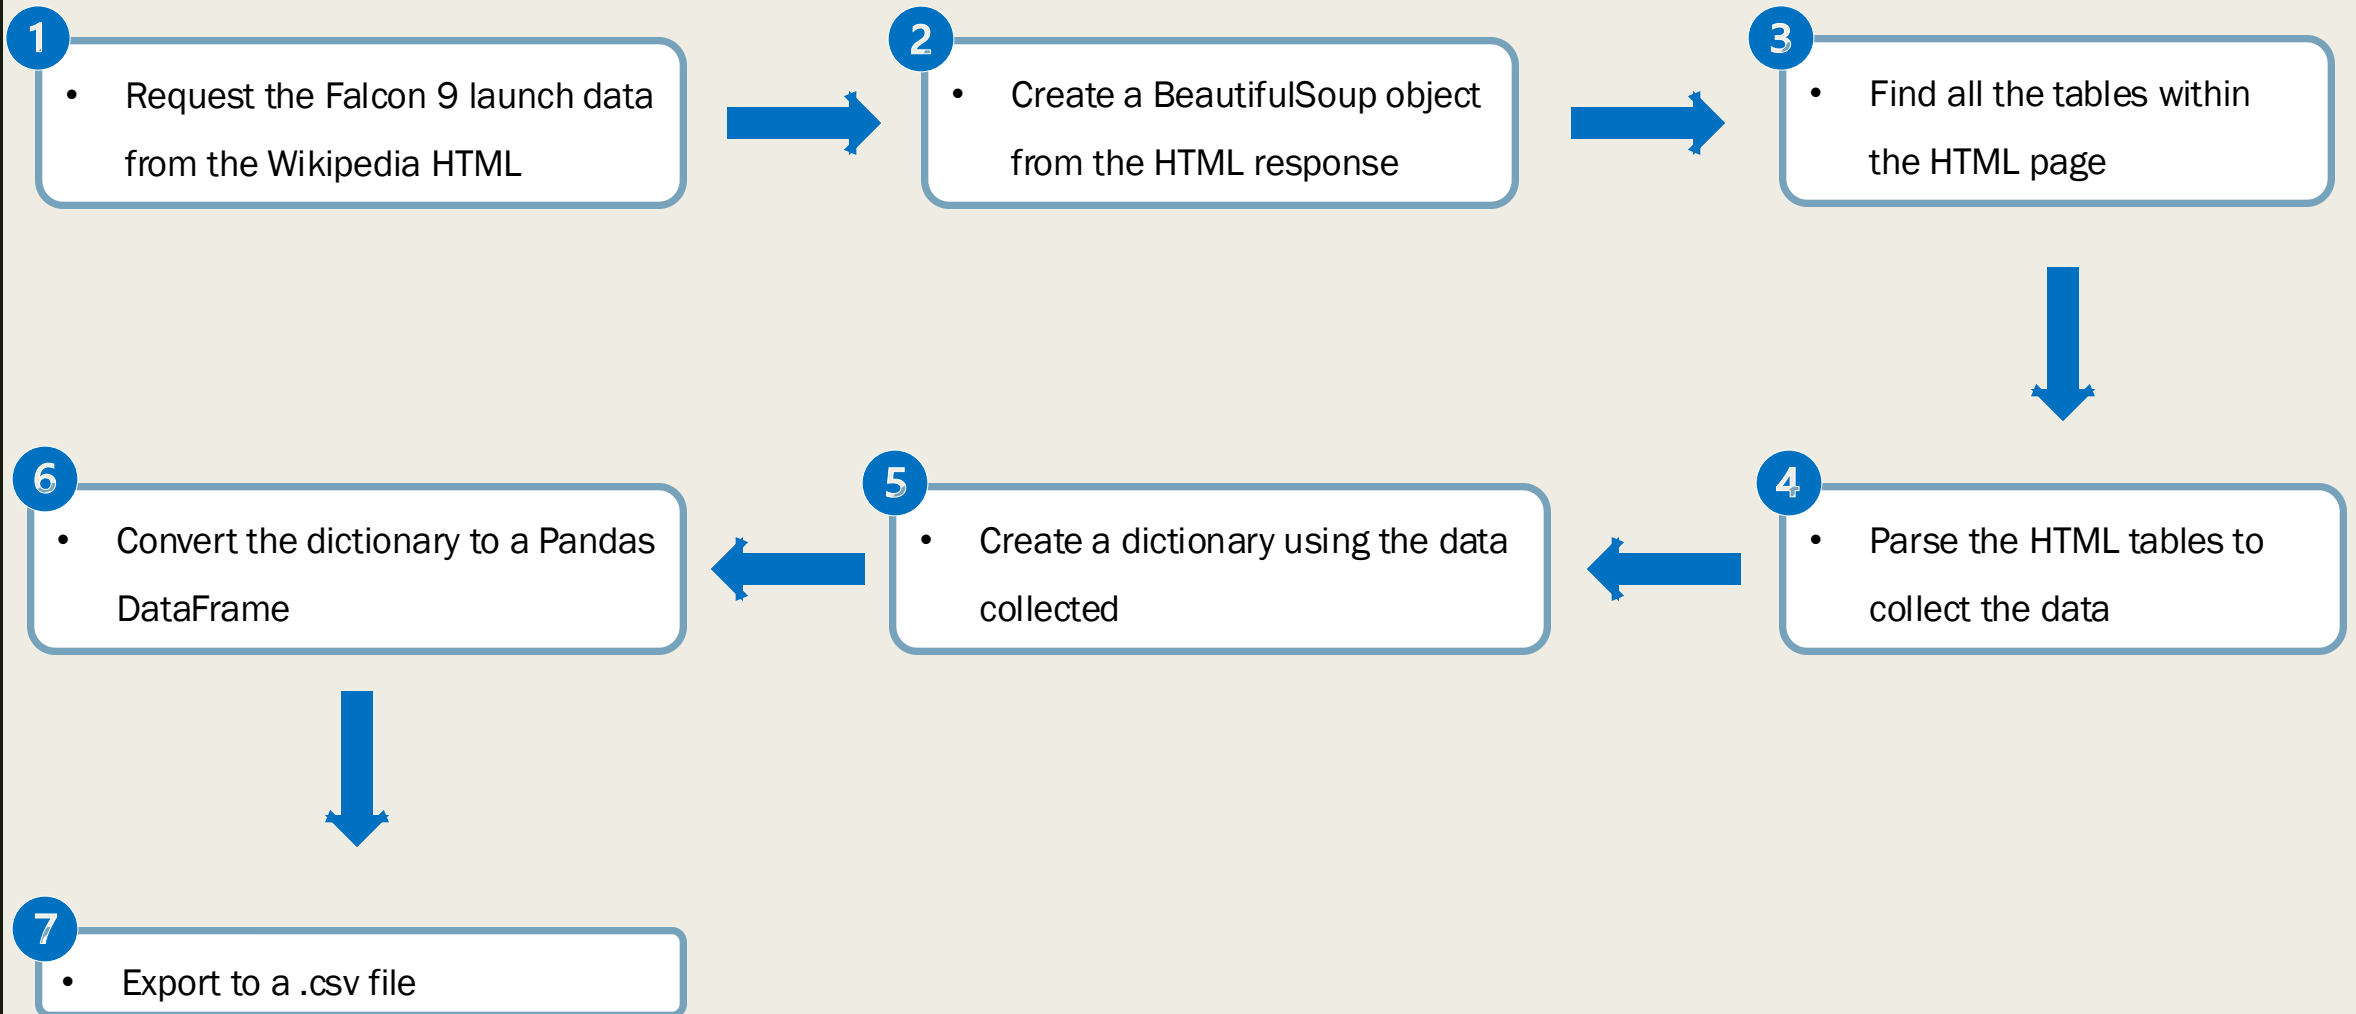 1
• Request the Falcon 9 launch data
from the Wikipedia HTML
2
• Create a BeautifulSoup object
from the HTML response
3
• Find all the tables within
the HTML page
4
• Parse the HTML tables to
collect the data
5
• Create a dictionary using the data
collected
6
• Convert the dictionary to a Pandas
DataFrame
7
• Export to a .csv file